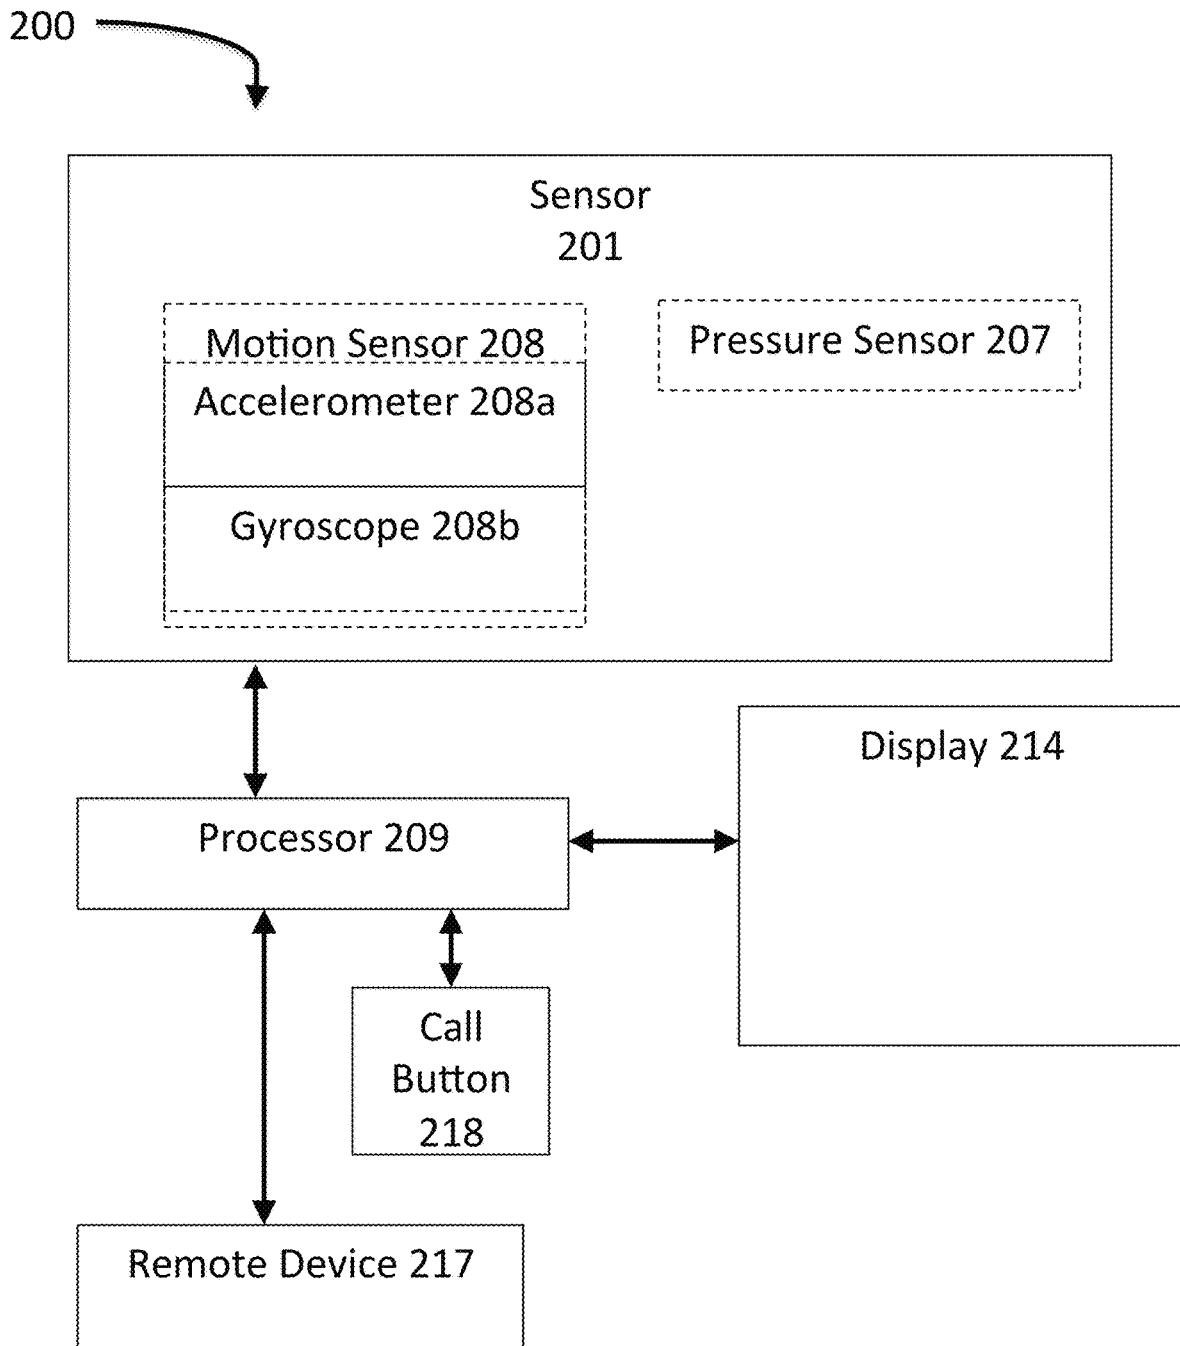 200
Sensor
201
Motion Sensor 208
Pressure Sensor 207
Accelerometer 208a
Gyroscope 208b
Display 214
Processor 209
Call
Button
218
Remote Device 217